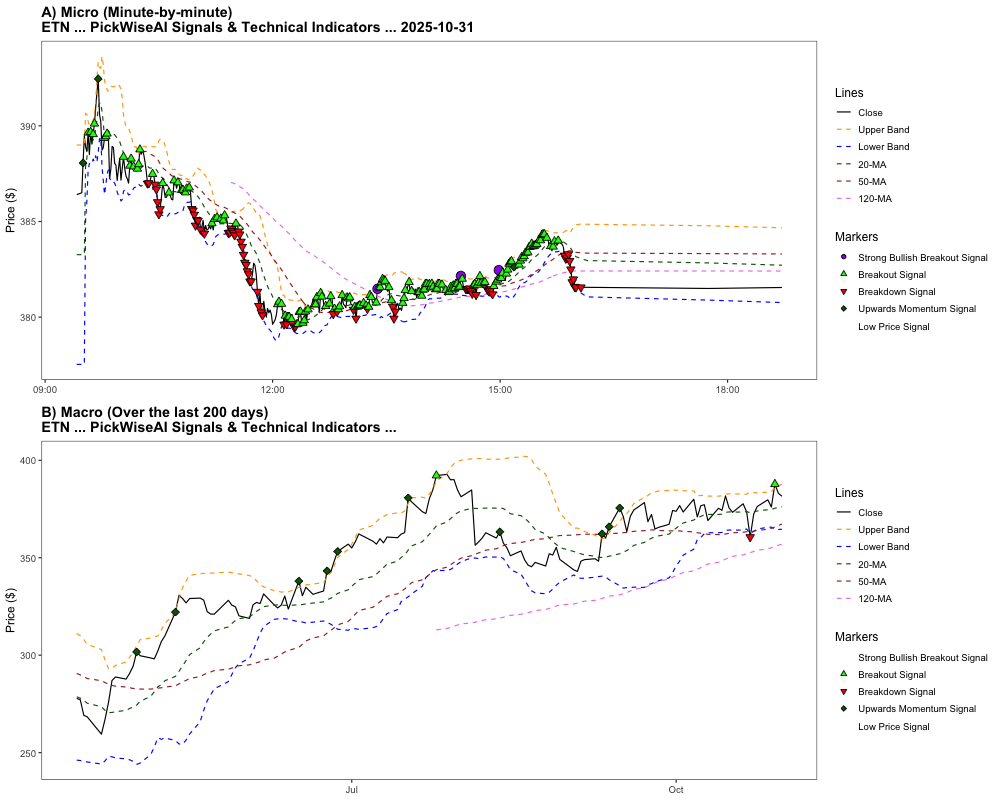 A) Micro (Minute-by-minute)
ETN ... PickWiseAI Signals & Technical Indicators ... 2025-10-31
Price ($)
390
385
380
09:00
12:00
15:00
18:00
Lines
Close
Upper Band
Lower Band
20-MA
50-MA
120-MA
Markers
Strong Bullish Breakout Signal
Breakout Signal
Breakdown Signal
Upwards Momentum Signal
Low Price Signal
B) Macro (Over the last 200 days)
ETN ... PickWiseAI Signals & Technical Indicators ...
Price ($)
400
350
300
250
Jul
Oct
Lines
Close
Upper Band
Lower Band
20-MA
50-MA
120-MA
Markers
Strong Bullish Breakout Signal
Breakout Signal
Breakdown Signal
Upwards Momentum Signal
Low Price Signal